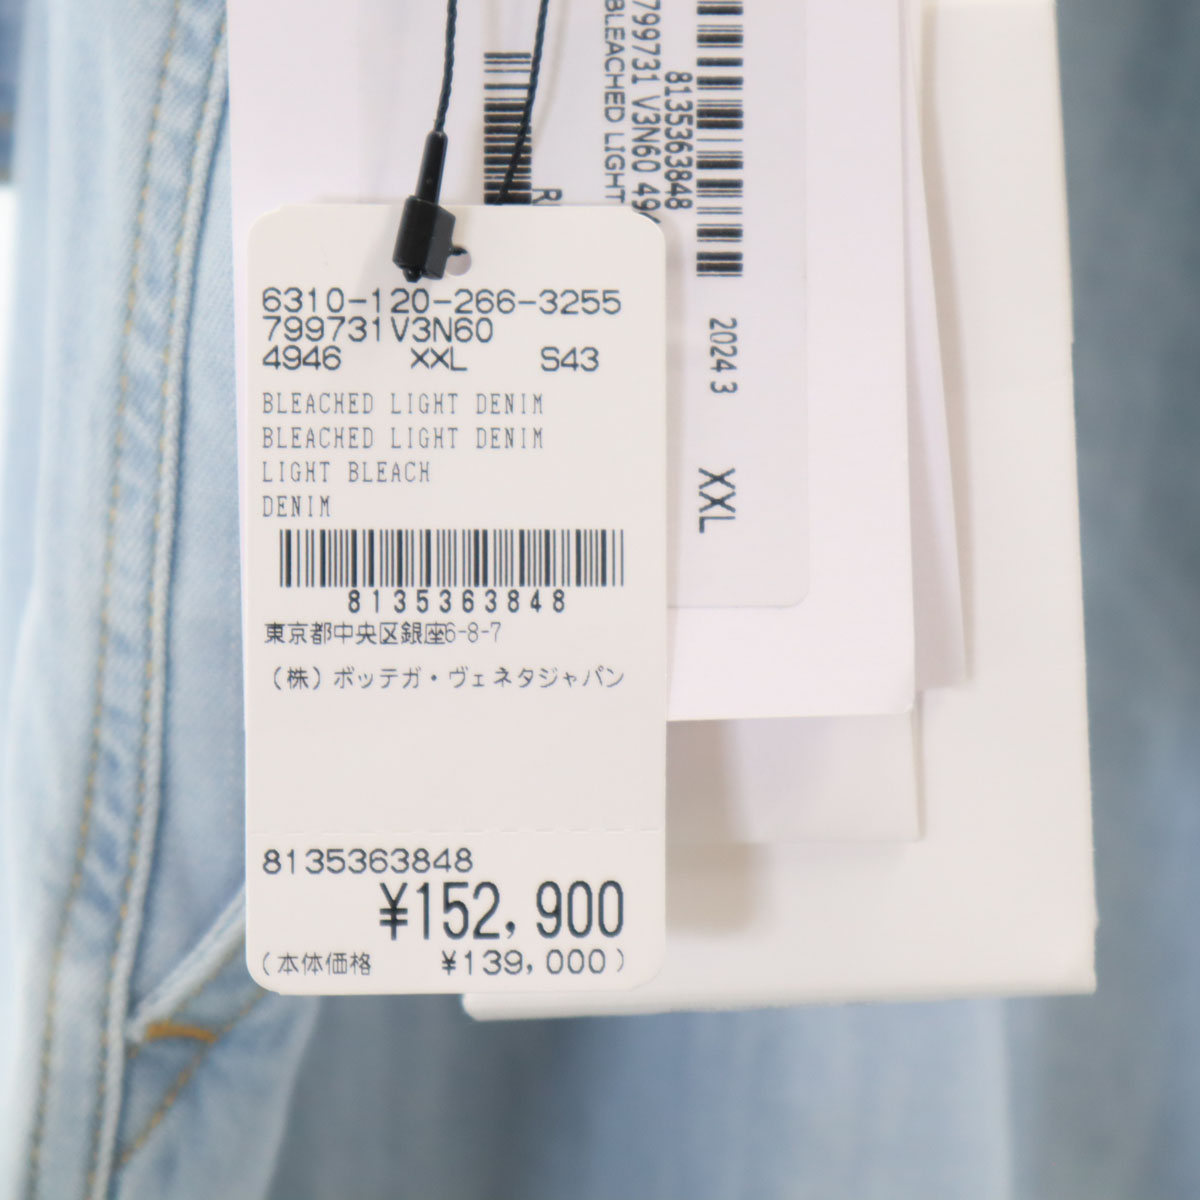 6310-120-266-3255
799731V3N60
4946 XXL S43
BLEACHED LIGHT DENIM
BLEACHED LIGHT DENIM
LIGHT BLEACH
DENIM
8135363848
東京都中央区銀座6-8-7
(株)ボッテガ・ヴェネタジャパン
8135363848
¥152,900
(本体価格 ¥139,000)
8135363848
799731 V3N60
BLEACHED LIGHT
2024 3
XXL